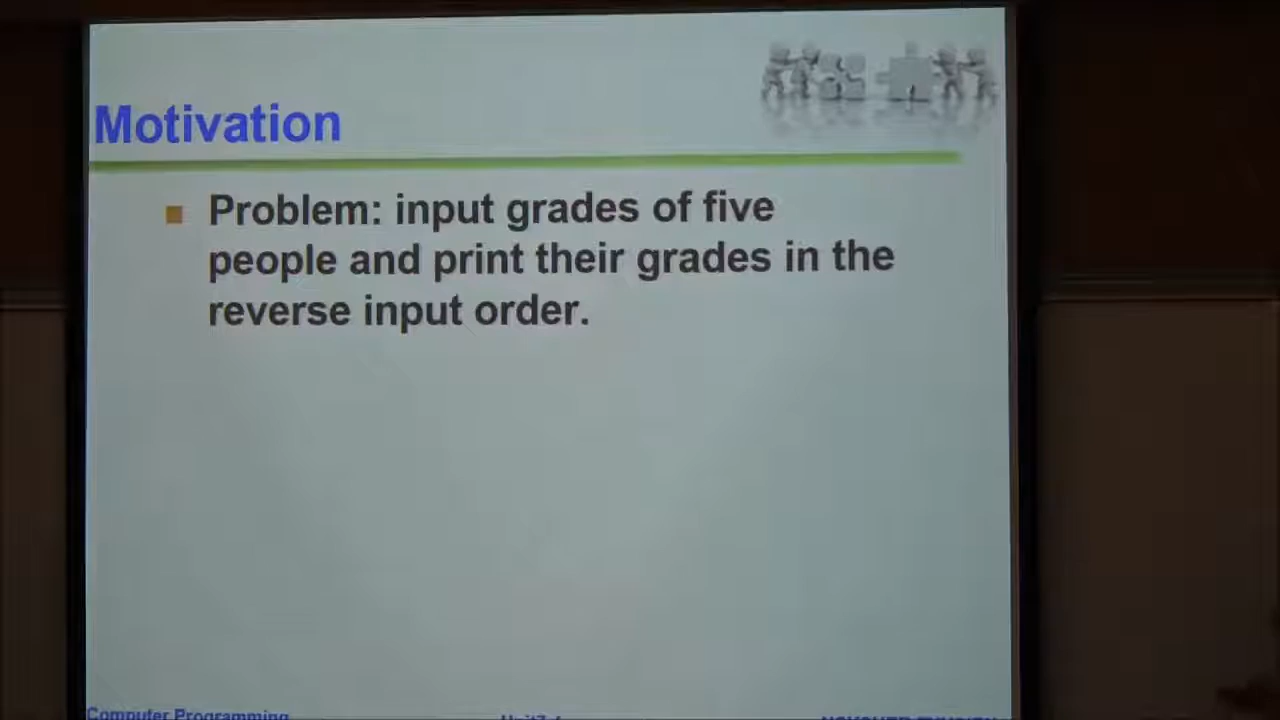 Motivation
Problem: input grades of five
people and print their grades in the
reverse input order.
Computer Programming